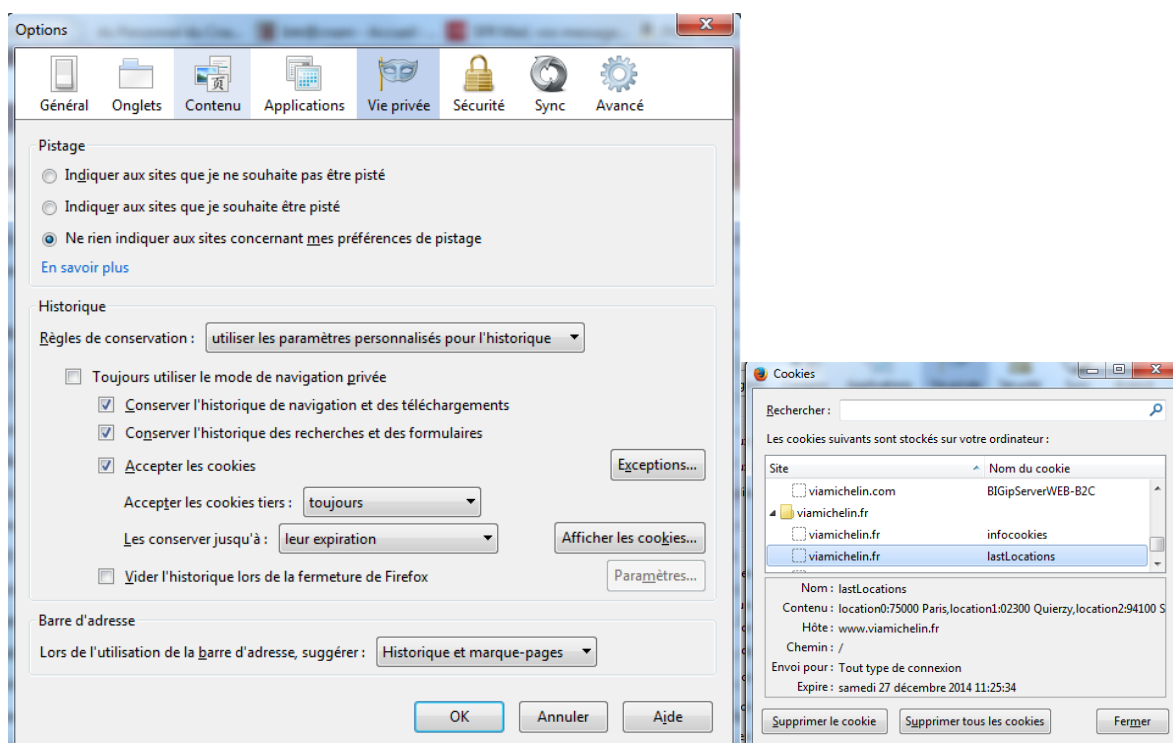 Options
Général Onglets Contenu Applications Vie privée Sécurité Sync Avancé
Pistage
Indiquer aux sites que je ne souhaite pas être pisté
Indiquer aux sites que je souhaite être pisté
Ne rien indiquer aux sites concernant mes préférences de pistage
En savoir plus
Historique
Règles de conservation : utiliser les paramètres personnalisés pour l'historique
Toujours utiliser le mode de navigation privée
Conserver l'historique de navigation et des téléchargements
Conserver l'historique des recherches et des formulaires
Accepter les cookies Exceptions...
Accepter les cookies tiers : toujours
Les conserver jusqu'à : leur expiration Afficher les cookies...
Vider l'historique lors de la fermeture de Firefox Paramètres...
Barre d'adresse
Lors de l'utilisation de la barre d'adresse, suggérer : Historique et marque-pages
OK Annuler Aide
Cookies
Rechercher :
Les cookies suivants sont stockés sur votre ordinateur :
Site Nom du cookie
viamichelin.com BIGipServerWEB-B2C
viamichelin.fr
viamichelin.fr infocookies
viamichelin.fr lastLocations
Nom : lastLocations
Contenu : location0:75000 Paris,location1:02300 Quierzy,location2:94100 S
Hôte : www.viamichelin.fr
Chemin : /
Envoi pour : Tout type de connexion
Expire : samedi 27 décembre 2014 11:25:34
Supprimer le cookie Supprimer tous les cookies Fermer